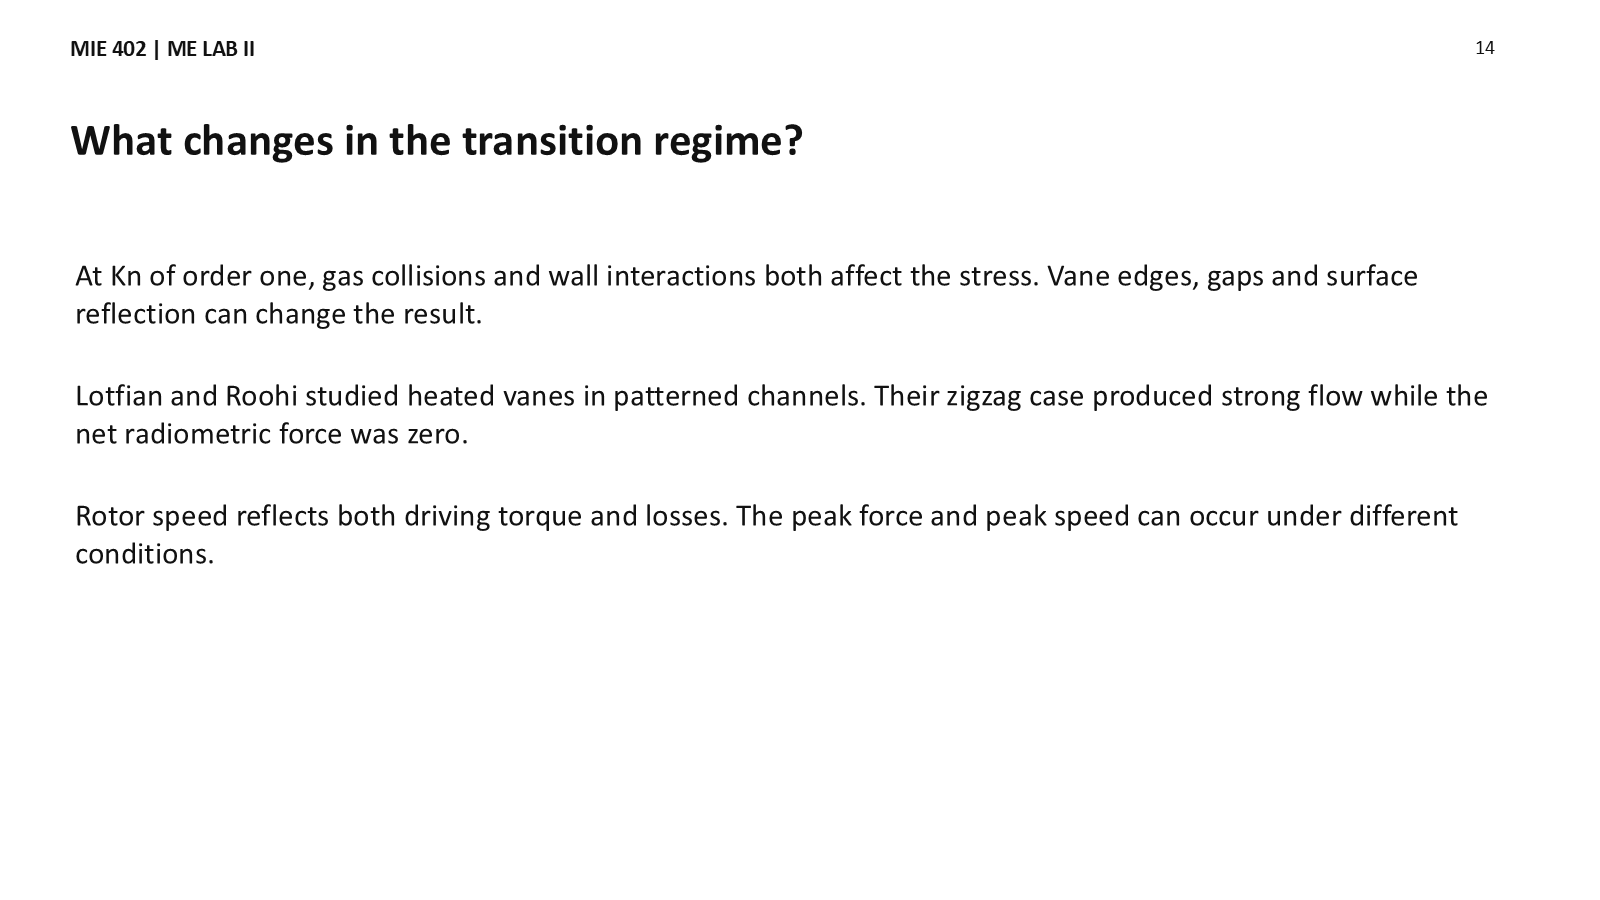 MIE 402 | ME LAB II
14
What changes in the transition regime?
At Kn of order one, gas collisions and wall interactions both affect the stress. Vane edges, gaps and surface
reflection can change the result.
Lotfian and Roohi studied heated vanes in patterned channels. Their zigzag case produced strong flow while the
net radiometric force was zero.
Rotor speed reflects both driving torque and losses. The peak force and peak speed can occur under different
conditions.